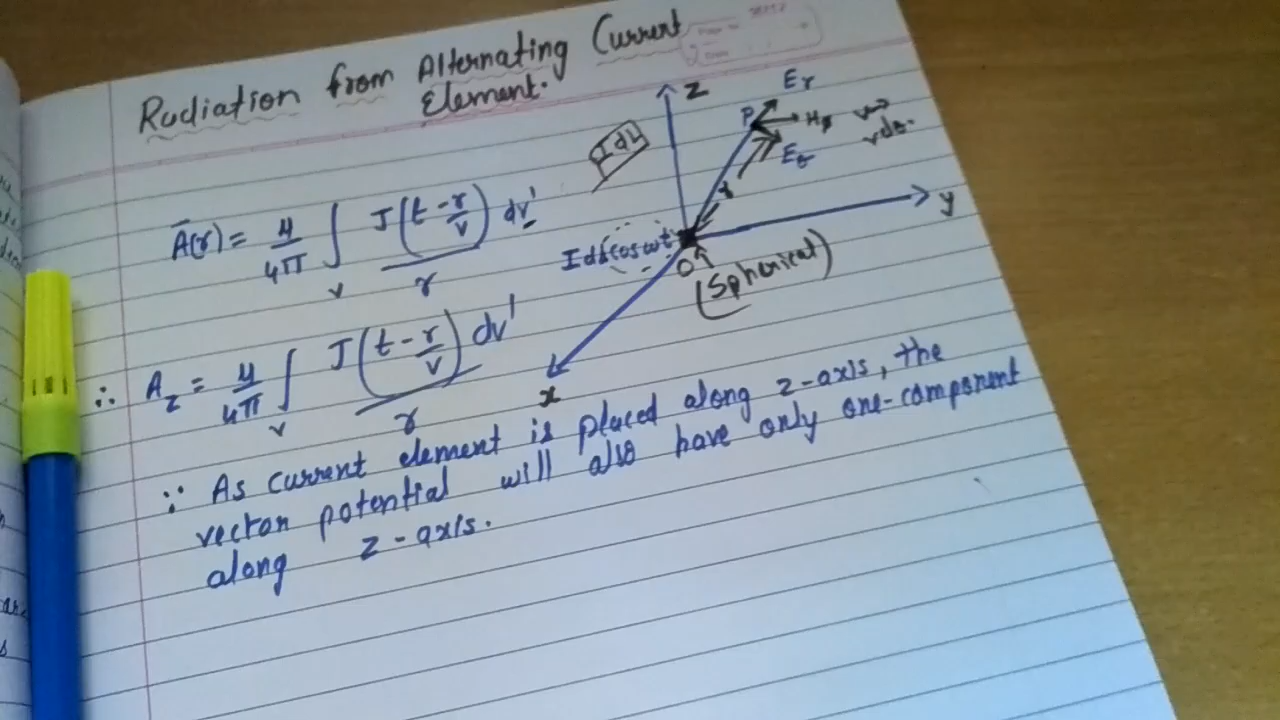 Radiation from Alternating Current
Element.
Idl
Z
P
Er
Hφ
Eθ
r
y
Idl cos ωt
O
(Spherical)
x
Ā(r) = μ/4π ∫v J(t - r/v)/r dv'
∴ Az = μ/4π ∫v J(t - r/v)/r dv'
∵ As current element is placed along z-axis, the
vector potential will also have only one-component
along z-axis.